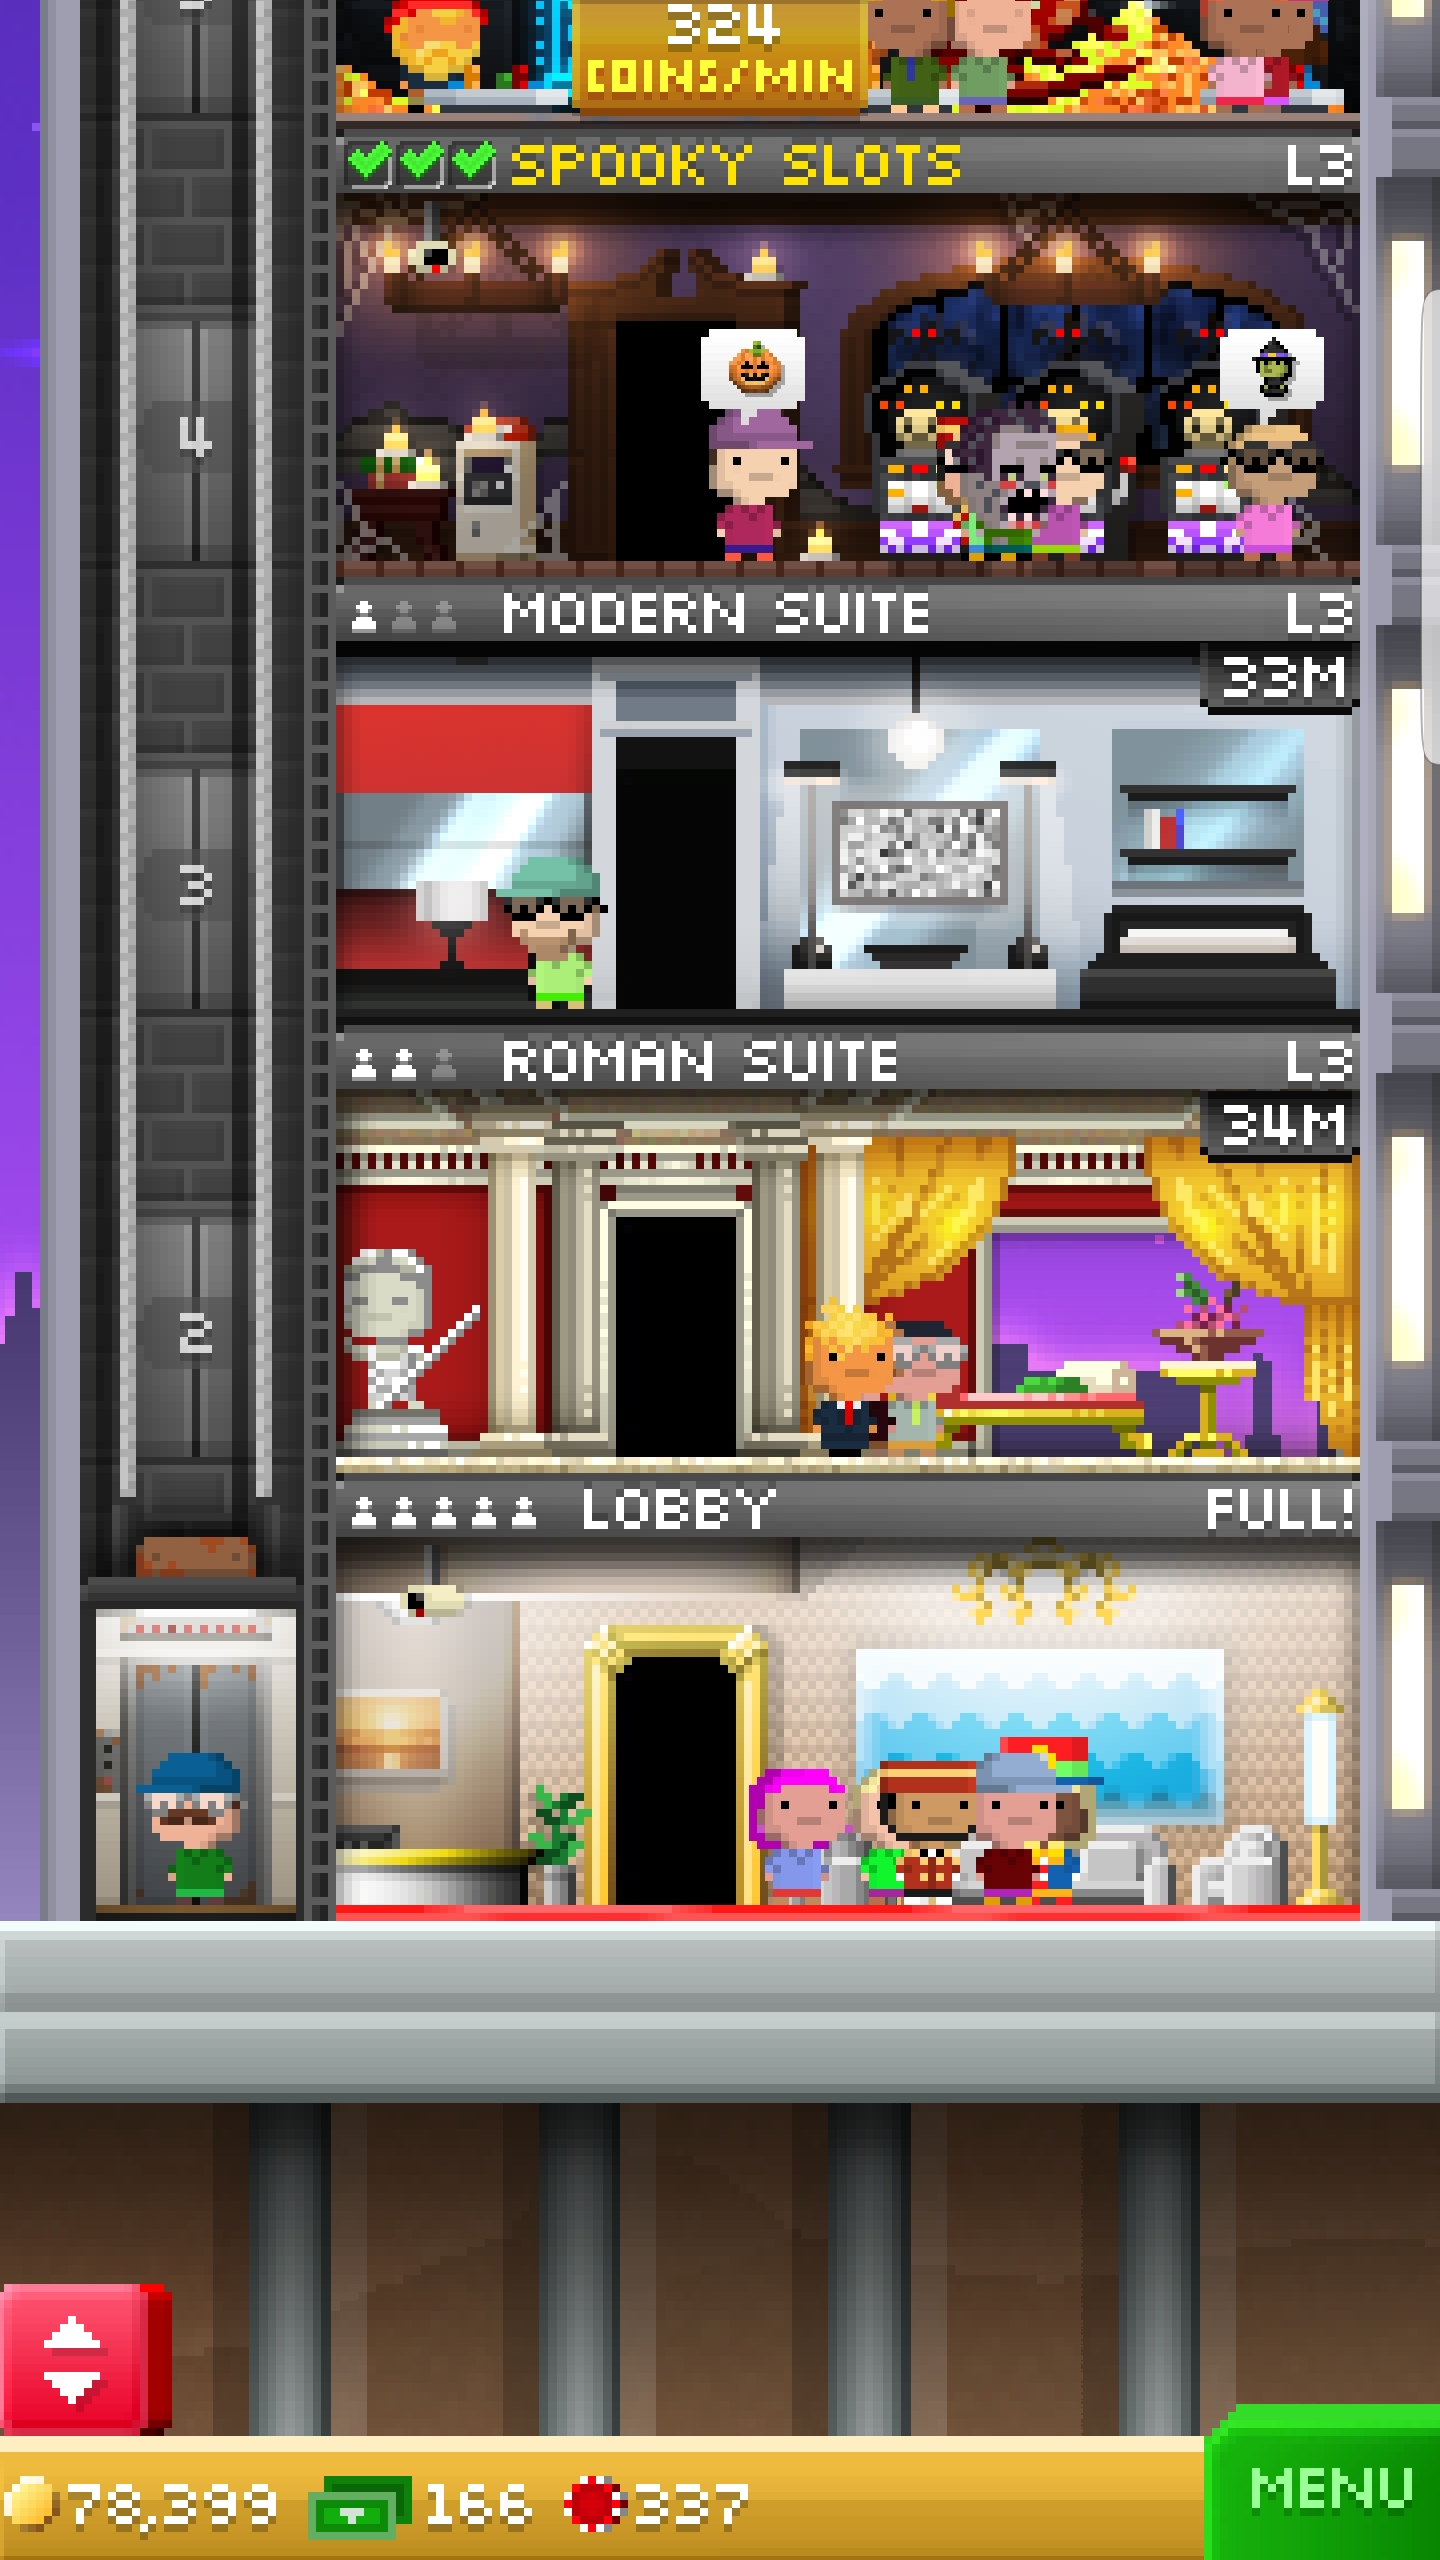 324
COINS/MIN
SPOOKY SLOTS L3
4
MODERN SUITE L3
33M
3
ROMAN SUITE L3
34M
2
LOBBY FULL!
78,399 166 337
MENU